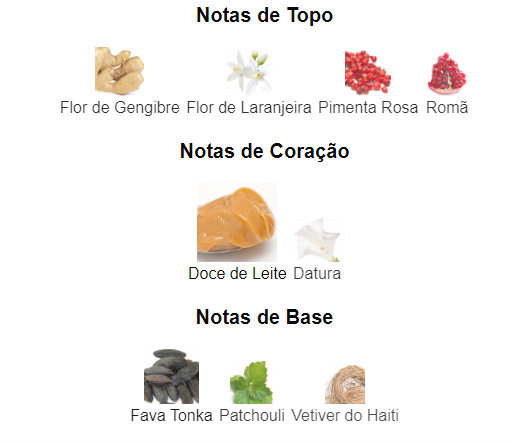 Notas de Topo
Flor de Gengibre Flor de Laranjeira Pimenta Rosa Romã
Notas de Coração
Doce de Leite Datura
Notas de Base
Fava Tonka Patchouli Vetiver do Haiti